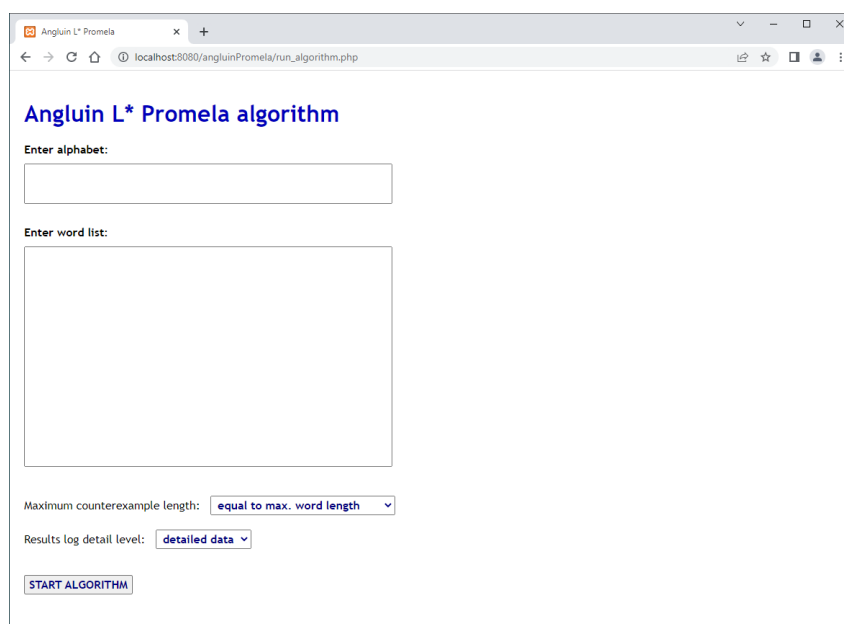 Angluin L* Promela
localhost:8080/angluinPromela/run_algorithm.php
Angluin L* Promela algorithm
Enter alphabet:
Enter word list:
Maximum counterexample length: equal to max. word length
Results log detail level: detailed data
START ALGORITHM